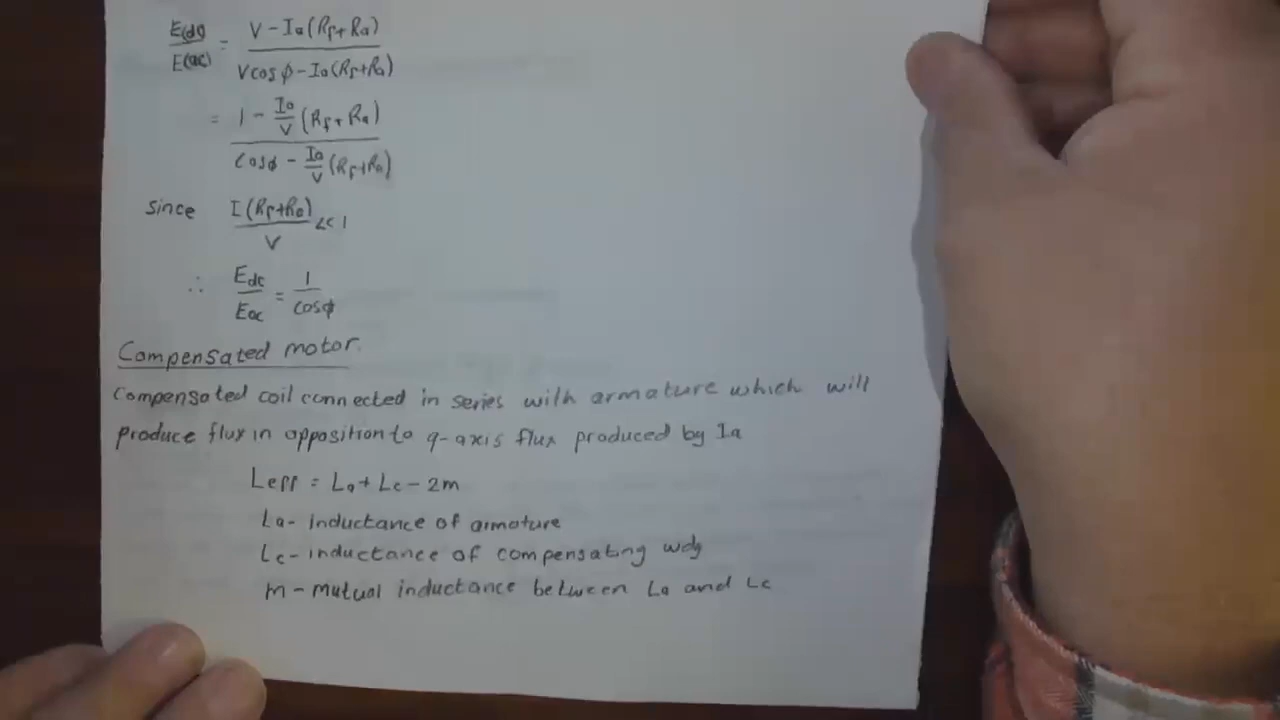 E(dc)/E(ac) = V - Ia(Rf+Ra) / Vcosφ - Ia(Rf+Ra)
= 1 - Ia/V (Rf+Ra) / cosφ - Ia/V (Rf+Ra)
Since I(Rf+Ra)/V << 1
∴ Edc/Eac = 1/cosφ
Compensated motor.
Compensated coil connected in series with armature which will
produce flux in opposition to q-axis flux produced by Ia
Leff = La + Lc - 2m
La - inductance of armature
Lc - inductance of compensating wdg
m - mutual inductance between La and Lc